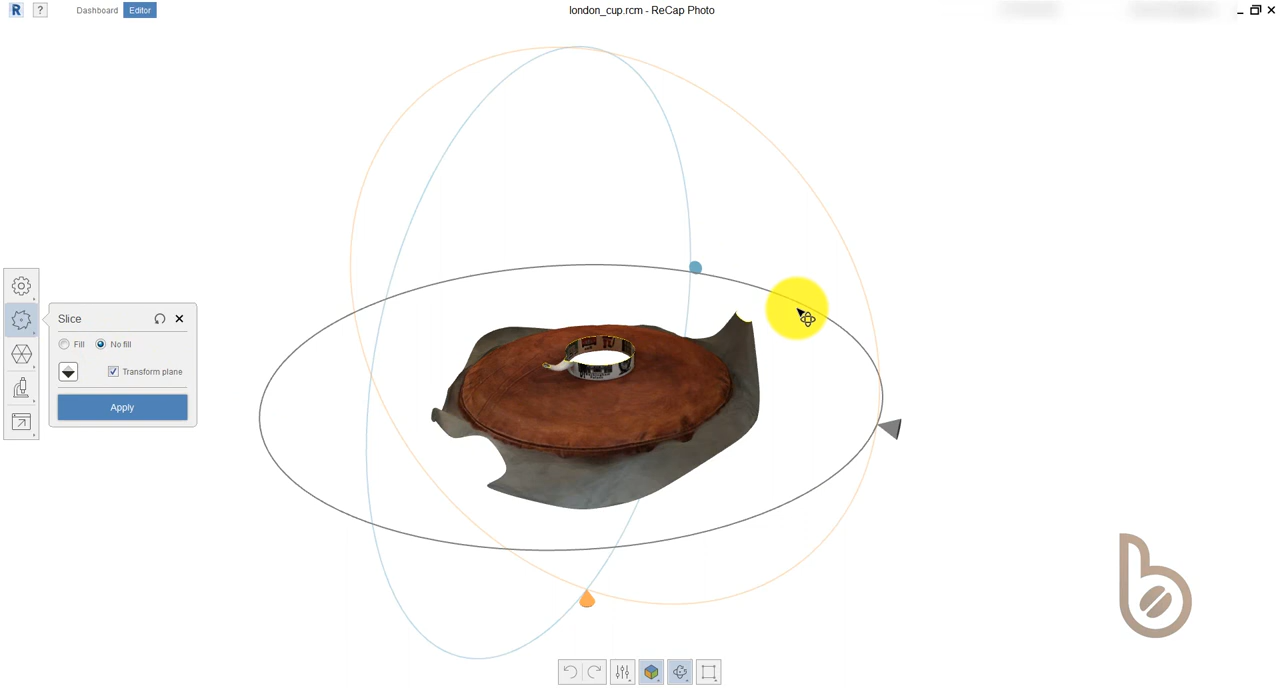 R ? Dashboard Editor london_cup.rcm - ReCap Photo
Slice
Fill No fill
Transform plane
Apply
b